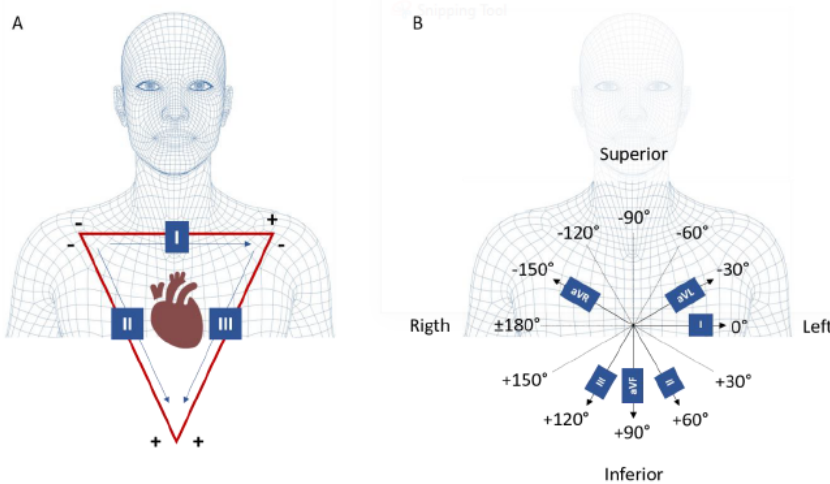 A
B
Snipping Tool
Superior
-90°
-120°
-60°
-150°
-30°
aVR
aVL
Rigth
±180°
I
0°
Left
+150°
+30°
III
aVF
II
+120°
+60°
+90°
Inferior
-
+
-
I
-
II
III
+
+